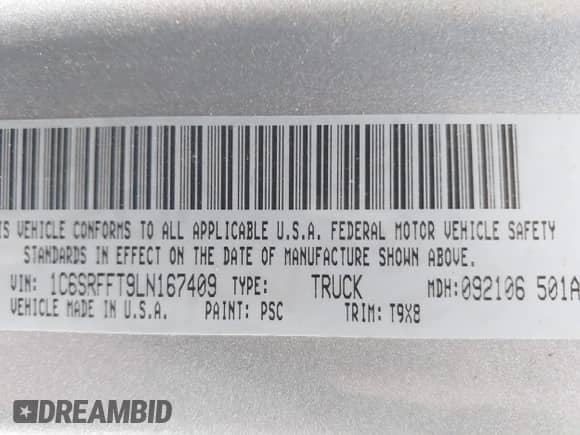 IS VEHICLE CONFORMS TO ALL APPLICABLE U.S.A. FEDERAL MOTOR VEHICLE SAFETY
STANDARDS IN EFFECT ON THE DATE OF MANUFACTURE SHOWN ABOVE.
VIN: 1C6SRFFT9LN167409 TYPE: TRUCK MDH:092106 501A
VEHICLE MADE IN U.S.A. PAINT: PSC TRIM: T9X8
DREAMBID